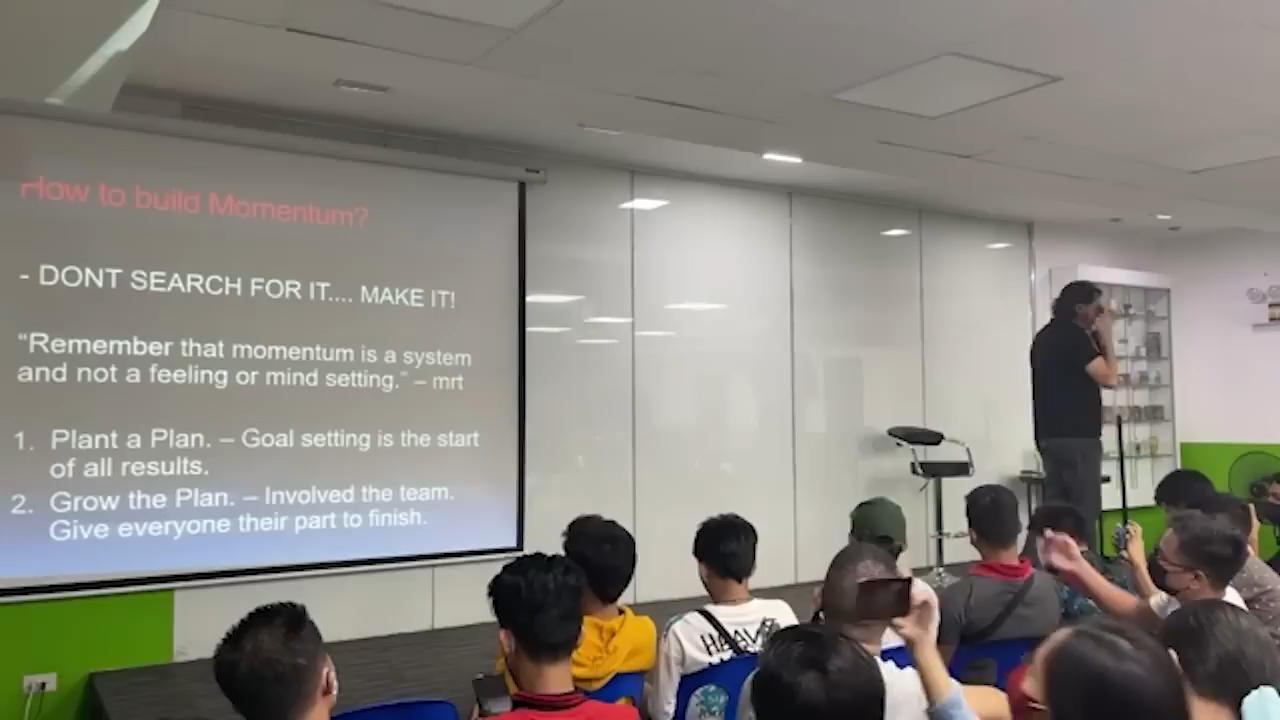 How to build Momentum?
- DONT SEARCH FOR IT.... MAKE IT!
“Remember that momentum is a system
and not a feeling or mind setting.” – mrt
1. Plant a Plan. – Goal setting is the start
of all results.
2. Grow the Plan. – Involved the team.
Give everyone their part to finish.